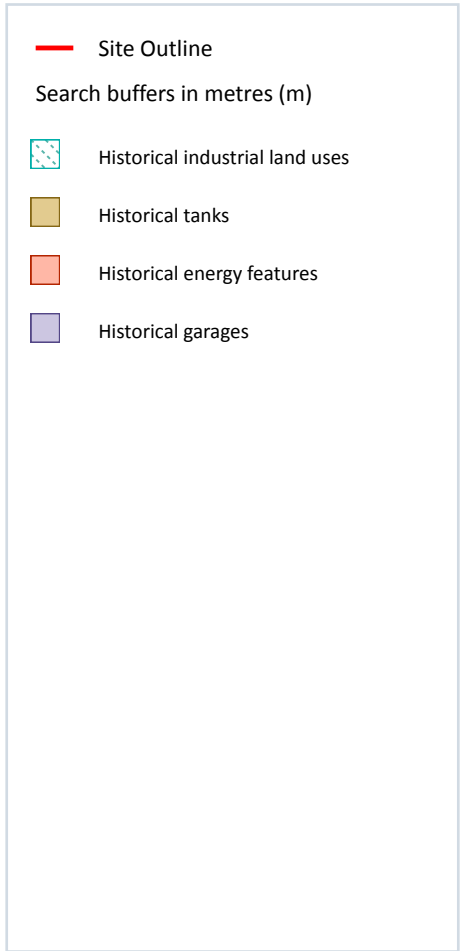 Site Outline
Search buffers in metres (m)
Historical industrial land uses
Historical tanks
Historical energy features
Historical garages